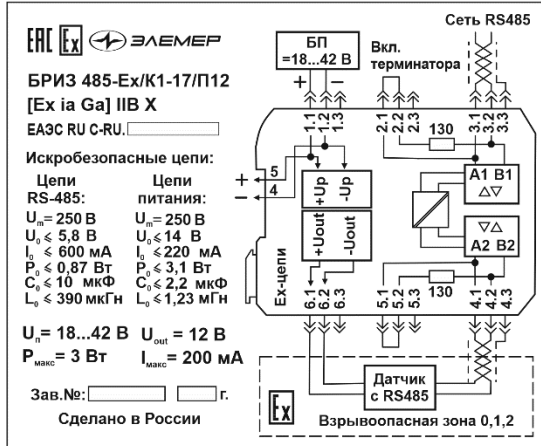 EAC Ex ЭЛЕМЕР
БРИЗ 485-Ex/К1-17/П12
[Ex ia Ga] IIB X
ЕАЭС RU C-RU.
Искробезопасные цепи:
Цепи RS-485:
Um= 250 В
U0⩽ 5,8 В
I0 ⩽ 600 мА
P0⩽ 0,87 Вт
C0⩽ 10 мкФ
L0 ⩽ 390 мкГн
Цепи питания:
Um= 250 В
U0⩽14 В
I0 ⩽220 мА
P0⩽ 3,1 Вт
C0⩽ 2,2 мкФ
L0 ⩽ 1,23 мГн
Uп= 18...42 В Uout = 12 В
Pмакс= 3 Вт Iмакс= 200 мА
Зав.№: г.
Сделано в России
БП
=18...42 В
+ −
Вкл. терминатора
Сеть RS485
1.1 1.2 1.3
2.1 2.2 2.3
3.1 3.2 3.3
130
+ 5
− 4
+Up -Up
+Uout -Uout
Ex-цепи
A1 B1
△▽
▽△
A2 B2
130
6.1 6.2 6.3
5.1 5.2 5.3
4.1 4.2 4.3
Датчик
с RS485
Ex
Взрывоопасная зона 0,1,2